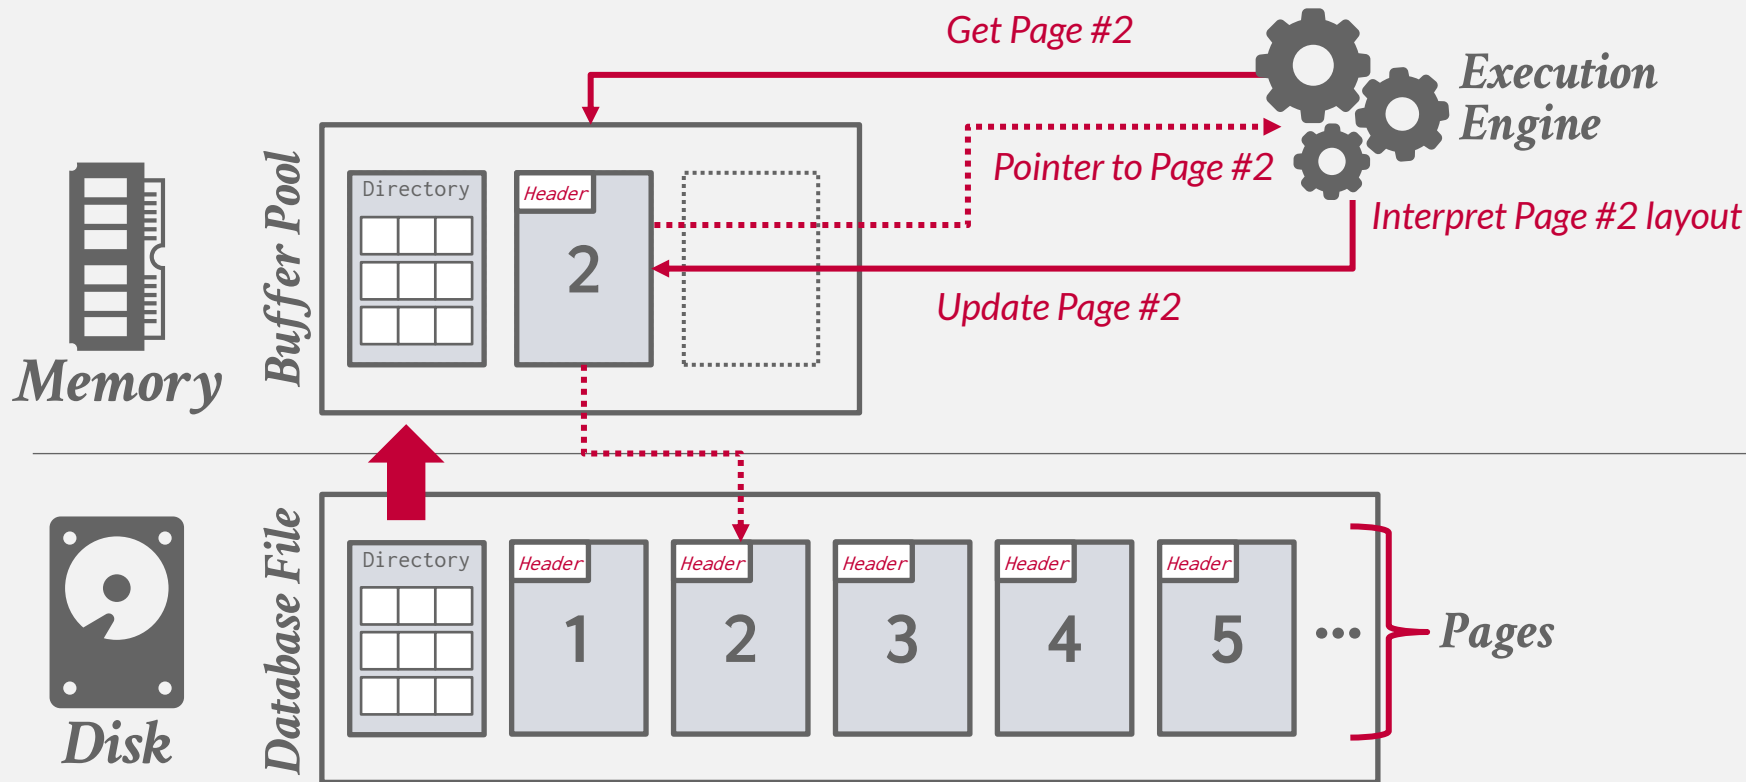 Get Page #2
Execution
Engine
Pointer to Page #2
Interpret Page #2 layout
Update Page #2
Memory
Buffer Pool
Directory
Header
2
Disk
Database File
Directory
Header
1
Header
2
Header
3
Header
4
Header
5
...
Pages